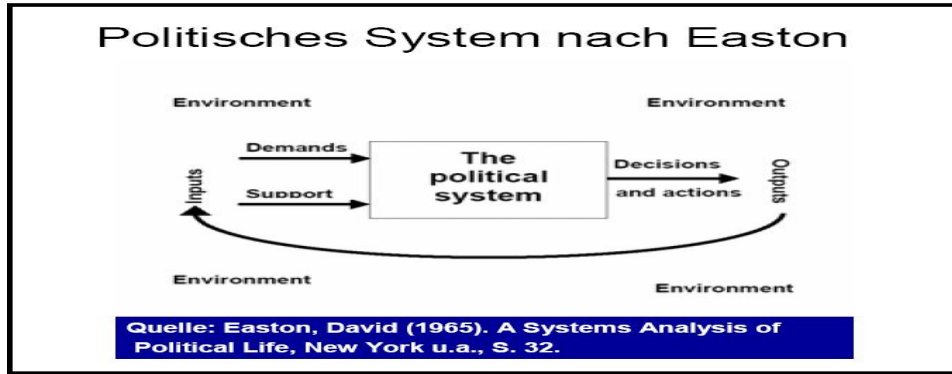 Politisches System nach Easton
Environment
Environment
Demands
Support
Inputs
The
political
system
Decisions
and actions
Outputs
Environment
Environment
Quelle: Easton, David (1965). A Systems Analysis of
Political Life, New York u.a., S. 32.